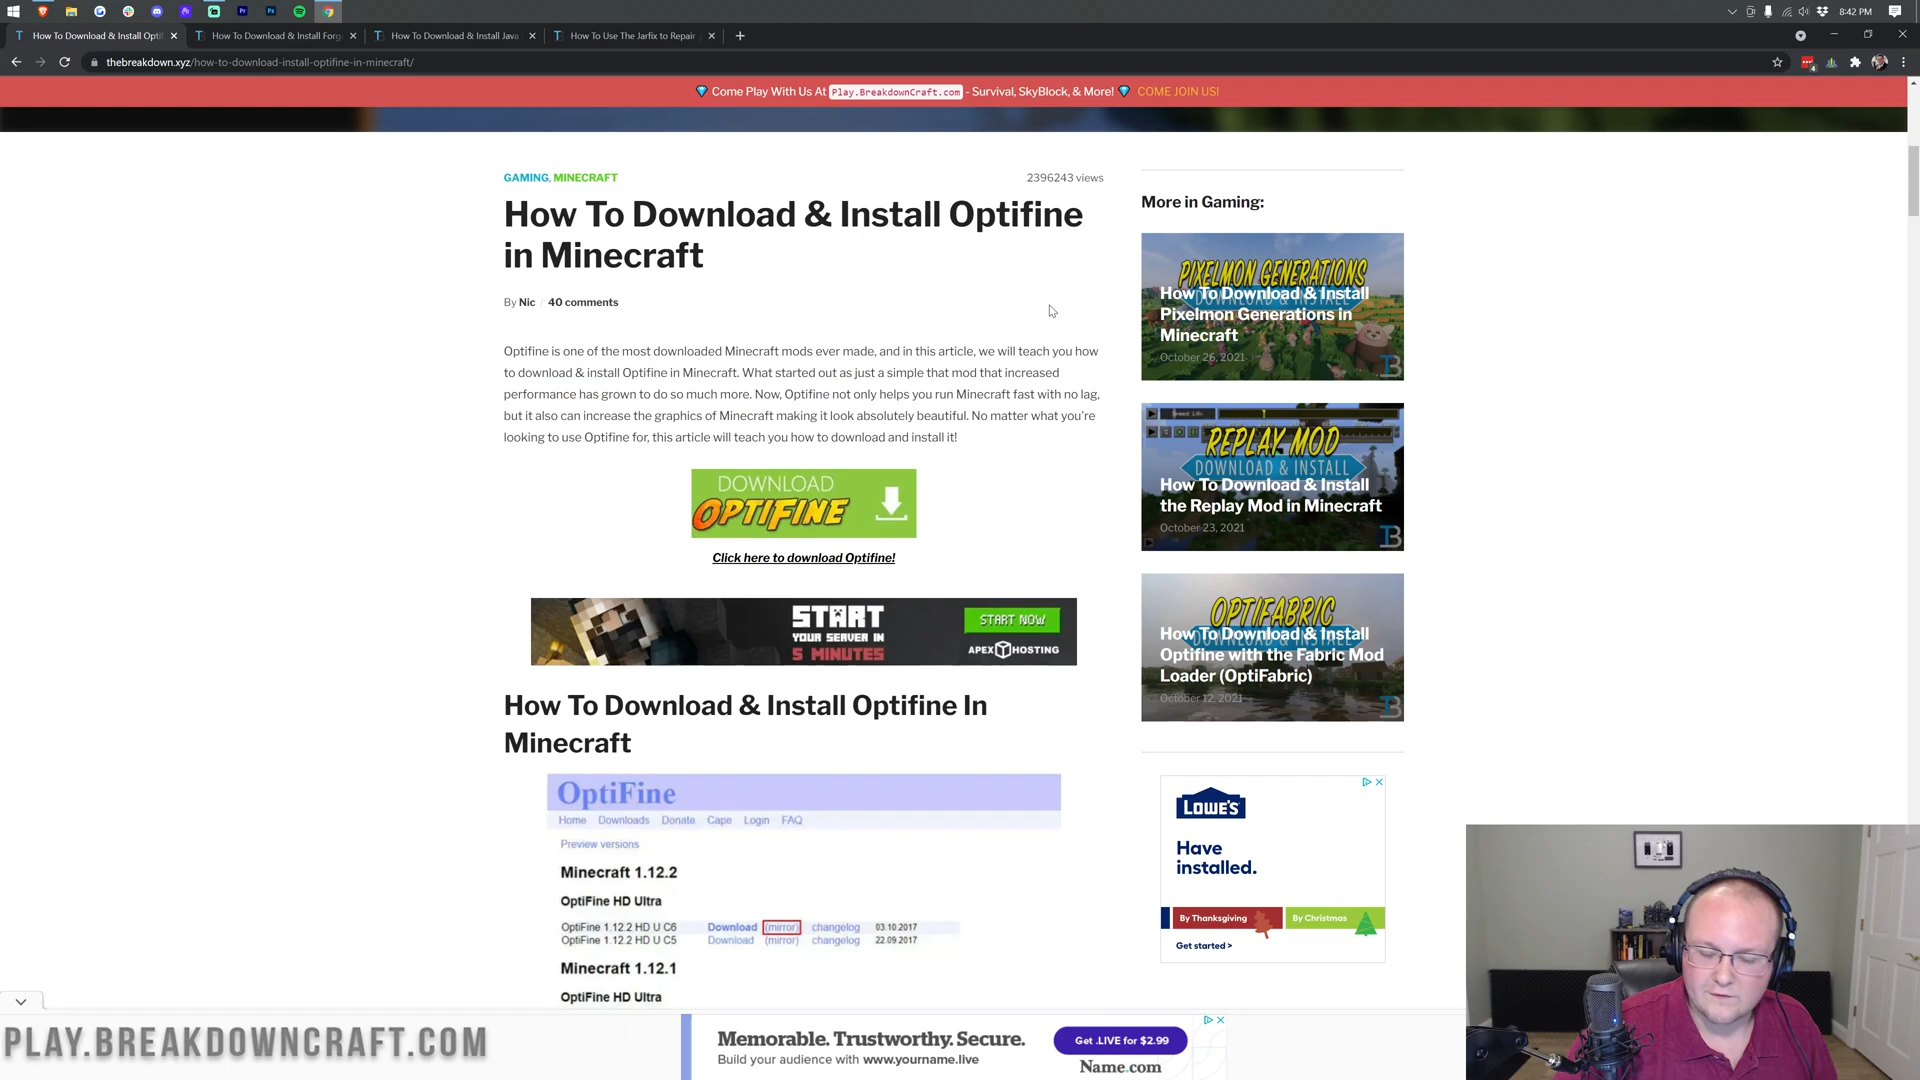 8:42 PM
How To Download & Install Opti
How To Download & Install Forg
How To Download & Install Java
How To Use The Jarfix to Repair
thebreakdown.xyz/how-to-download-install-optifine-in-minecraft/
4
Come Play With Us At Play.BreakdownCraft.com - Survival, SkyBlock, & More! COME JOIN US!
GAMING, MINECRAFT
2396243 views
How To Download & Install Optifine
in Minecraft
By Nic / 40 comments
Optifine is one of the most downloaded Minecraft mods ever made, and in this article, we will teach you how
to download & install Optifine in Minecraft. What started out as just a simple that mod that increased
performance has grown to do so much more. Now, Optifine not only helps you run Minecraft fast with no lag,
but it also can increase the graphics of Minecraft making it look absolutely beautiful. No matter what you're
looking to use Optifine for, this article will teach you how to download and install it!
DOWNLOAD
OPTIFINE
Click here to download Optifine!
START
YOUR SERVER IN
5 MINUTES
START NOW
APEX HOSTING
How To Download & Install Optifine In
Minecraft
OptiFine
Home Downloads Donate Cape Login FAQ
Preview versions
Minecraft 1.12.2
OptiFine HD Ultra
OptiFine 1.12.2 HD U C6 Download (mirror) changelog 03.10.2017
OptiFine 1.12.2 HD U C5 Download (mirror) changelog 22.09.2017
Minecraft 1.12.1
OptiFine HD Ultra
More in Gaming:
PIXELMON GENERATIONS
DOWNLOAD & INSTALL
How To Download & Install
Pixelmon Generations in
Minecraft
October 26, 2021
REPLAY MOD
DOWNLOAD & INSTALL
How To Download & Install
the Replay Mod in Minecraft
October 23, 2021
OPTIFABRIC
DOWNLOAD & INSTALL
How To Download & Install
Optifine with the Fabric Mod
Loader (OptiFabric)
October 12, 2021
LOWE'S
Have
installed.
By Thanksgiving
By Christmas
Get started >
PLAY.BREAKDOWNCRAFT.COM
Memorable. Trustworthy. Secure.
Build your audience with www.yourname.live
Get .LIVE for $2.99
Name.com